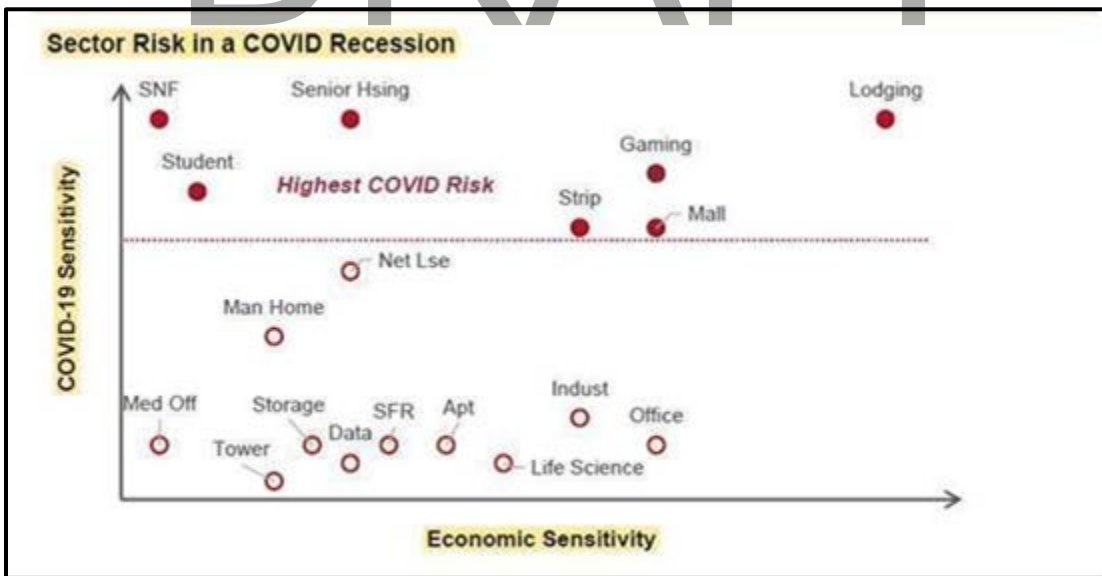 DRAFT
Sector Risk in a COVID Recession
SNF
Senior Hsing
Lodging
Student
Gaming
Highest COVID Risk
Strip
Mall
Net Lse
Man Home
COVID-19 Sensitivity
Indust
Med Off
Storage
SFR
Apt
Office
Data
Tower
Life Science
Economic Sensitivity